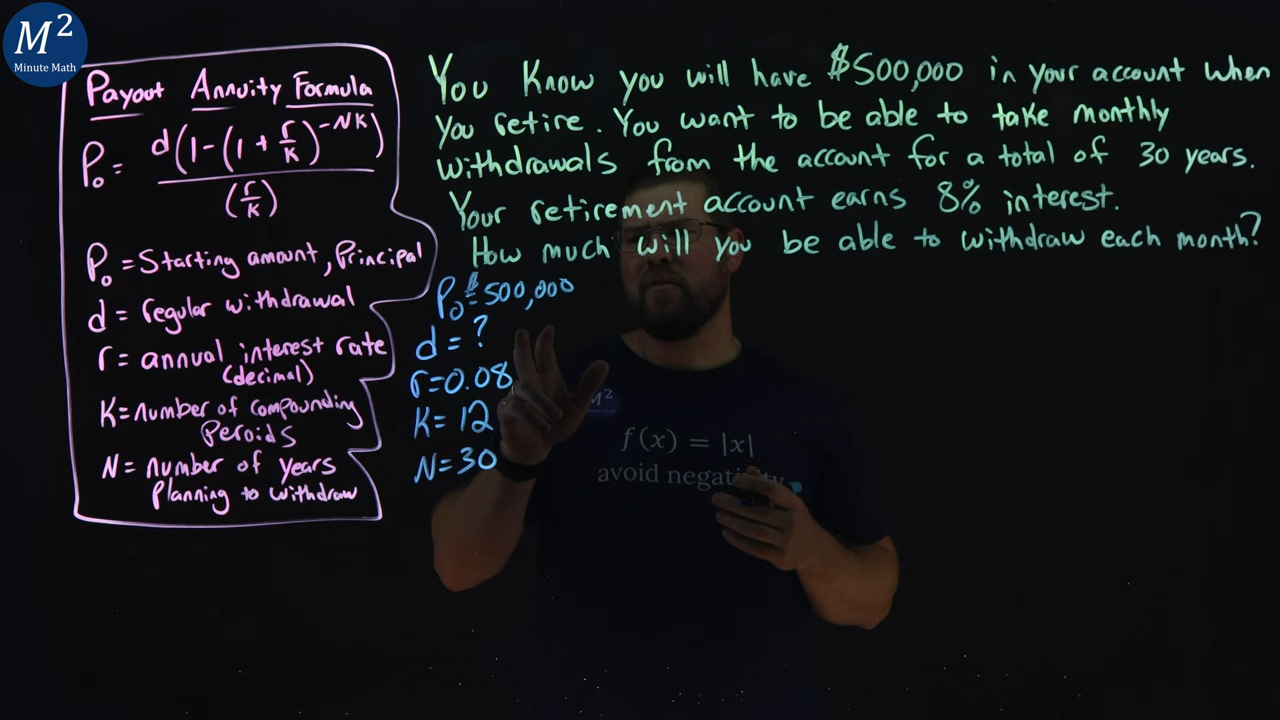 M²
Minute Math
Payout Annuity Formula
P₀ = d(1-(1+r/k)^-NK) / (r/k)
P₀ = Starting amount, Principal
d = regular withdrawal
r = annual interest rate
(decimal)
K = number of compounding
Peroids
N = number of years
Planning to withdraw
You Know you will have $500,000 in your account when
you retire. You want to be able to take monthly
withdrawals from the account for a total of 30 years.
Your retirement account earns 8% interest.
How much will you be able to withdraw each month?
P₀ = $500,000
d = ?
r = 0.08
K = 12
N = 30
M²
Minute Math
f(x) = |x|
avoid negativity